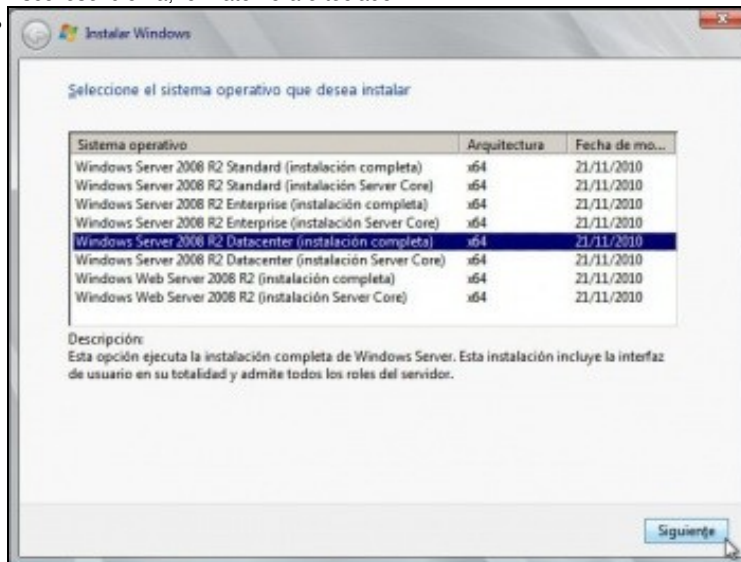 Instalar Windows
Seleccione el sistema operativo que desea instalar
Sistema operativo Arquitectura Fecha de mo...
Windows Server 2008 R2 Standard (instalación completa) x64 21/11/2010
Windows Server 2008 R2 Standard (instalación Server Core) x64 21/11/2010
Windows Server 2008 R2 Enterprise (instalación completa) x64 21/11/2010
Windows Server 2008 R2 Enterprise (instalación Server Core) x64 21/11/2010
Windows Server 2008 R2 Datacenter (instalación completa) x64 21/11/2010
Windows Server 2008 R2 Datacenter (instalación Server Core) x64 21/11/2010
Windows Web Server 2008 R2 (instalación completa) x64 21/11/2010
Windows Web Server 2008 R2 (instalación Server Core) x64 21/11/2010
Descripción:
Esta opción ejecuta la instalación completa de Windows Server. Esta instalación incluye la interfaz
de usuario en su totalidad y admite todos los roles del servidor.
Siguiente